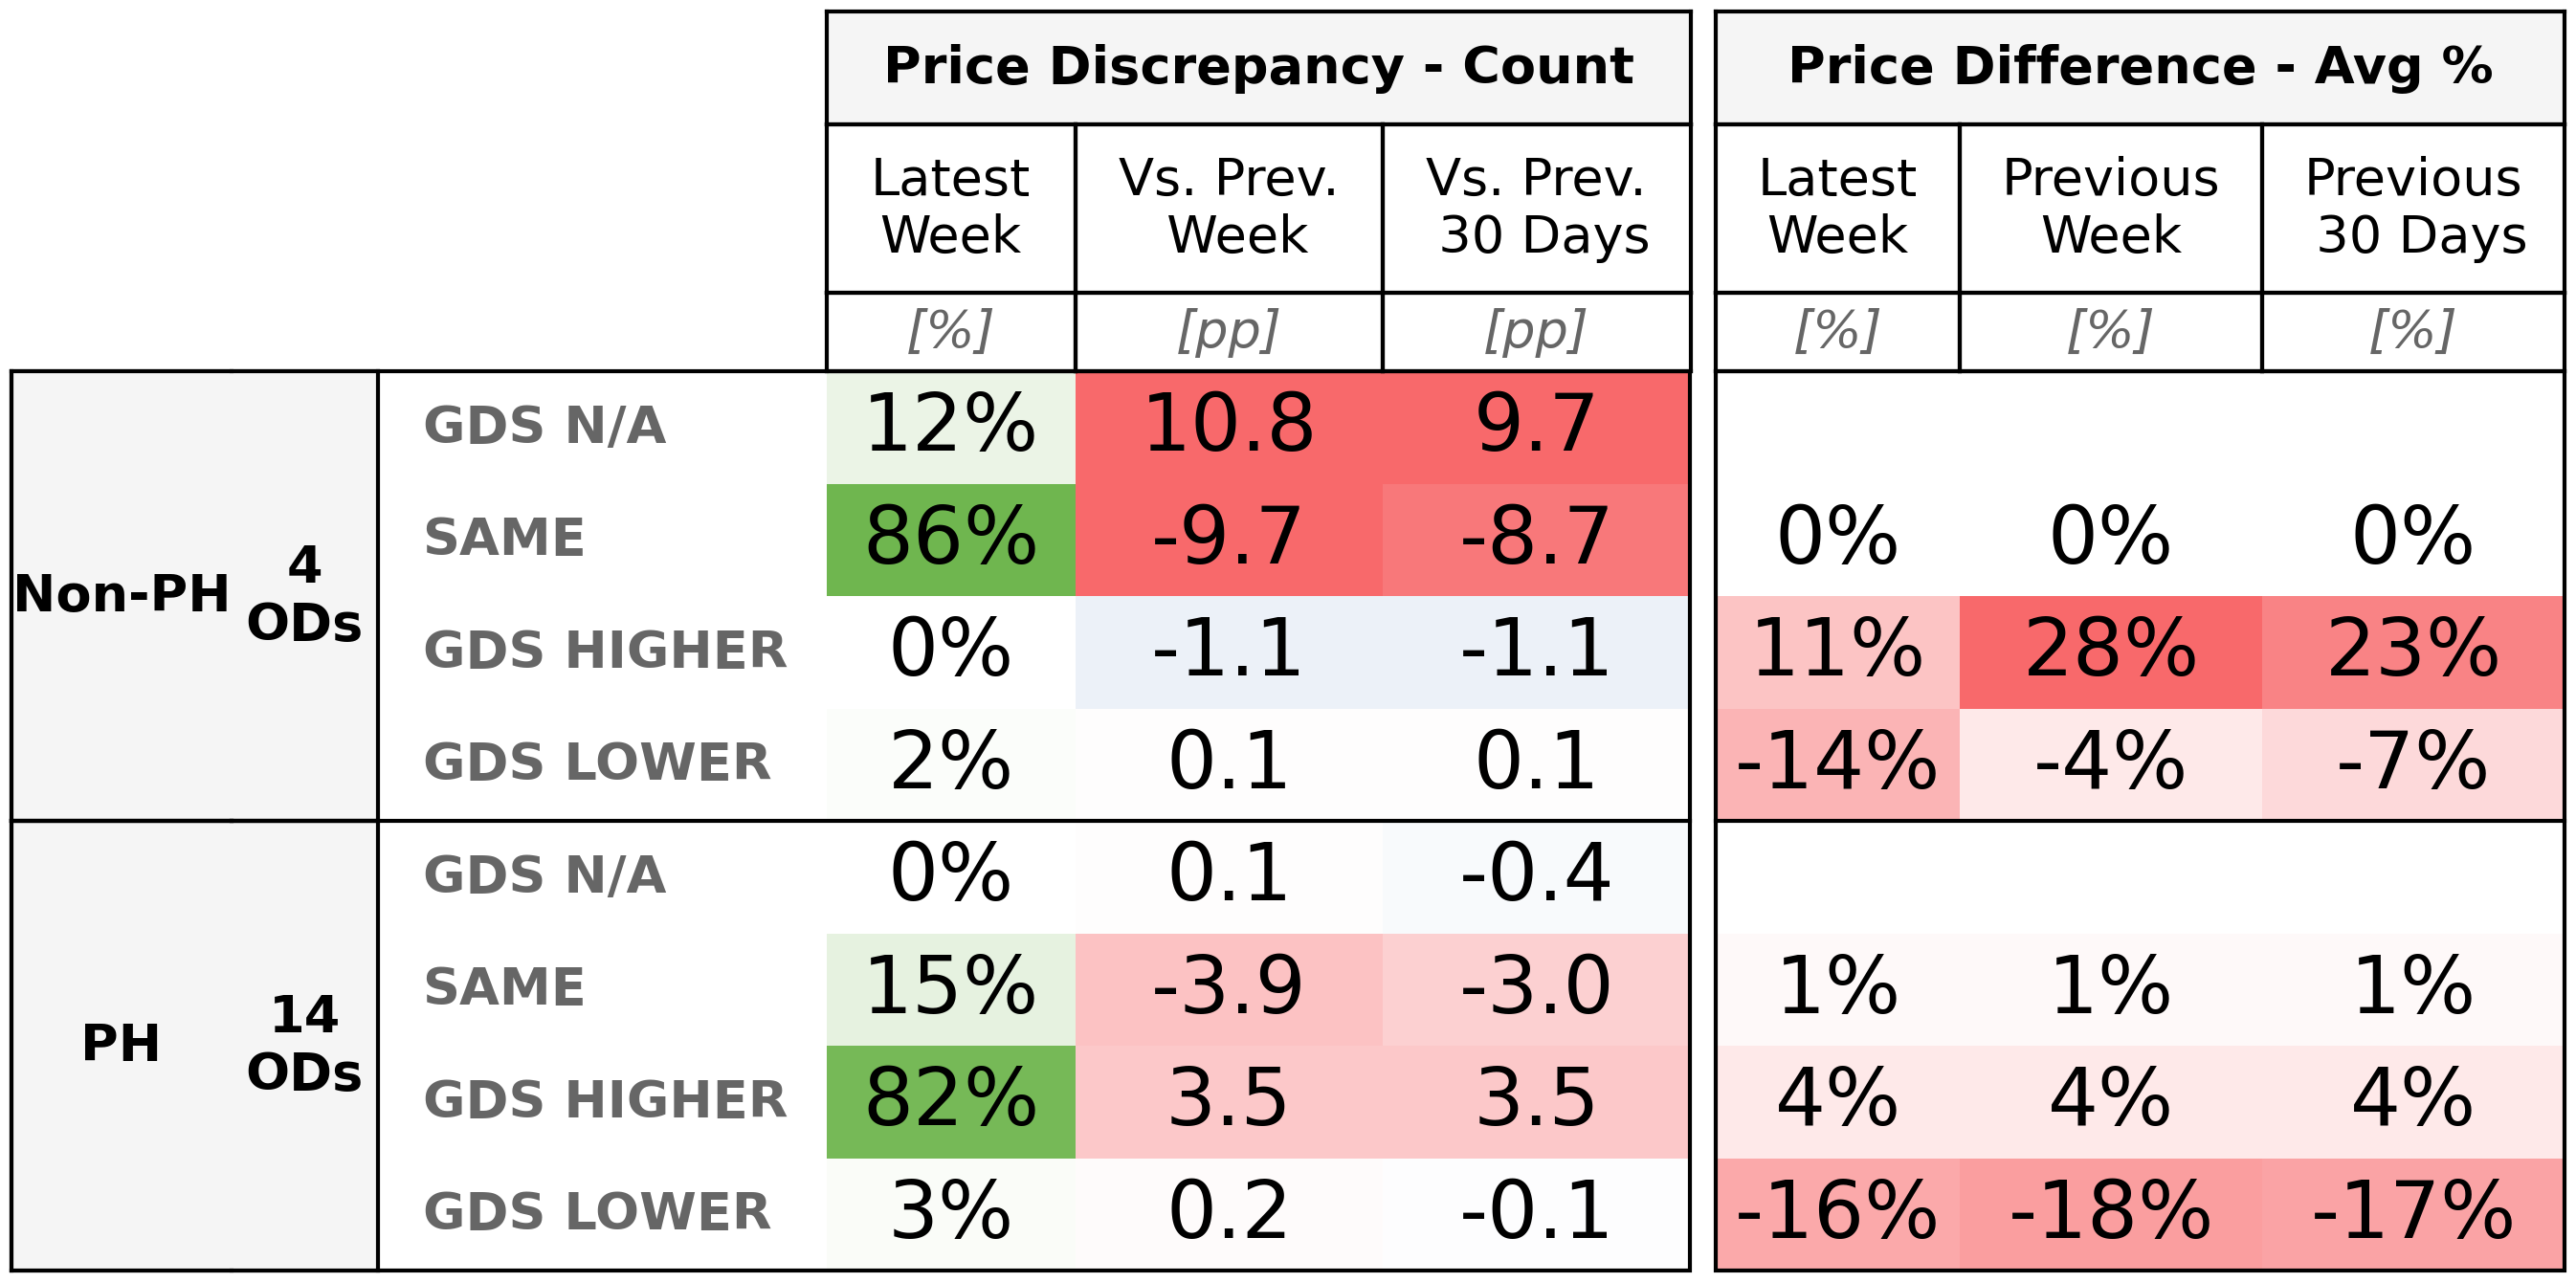 Price Discrepancy - Count Price Difference - Avg %
Latest Week Vs. Prev. Week Vs. Prev. 30 Days Latest Week Previous Week Previous 30 Days
[%] [pp] [pp] [%] [%] [%]
Non-PH 4 ODs
GDS N/A 12% 10.8 9.7
SAME 86% -9.7 -8.7 0% 0% 0%
GDS HIGHER 0% -1.1 -1.1 11% 28% 23%
GDS LOWER 2% 0.1 0.1 -14% -4% -7%
PH 14 ODs
GDS N/A 0% 0.1 -0.4
SAME 15% -3.9 -3.0 1% 1% 1%
GDS HIGHER 82% 3.5 3.5 4% 4% 4%
GDS LOWER 3% 0.2 -0.1 -16% -18% -17%